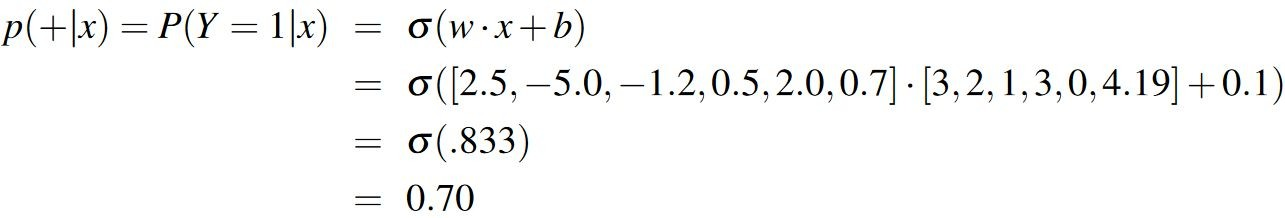 p(+|x) = P(Y = 1|x) = σ(w·x+b)
= σ([2.5,−5.0,−1.2,0.5,2.0,0.7]·[3,2,1,3,0,4.19]+0.1)
= σ(.833)
= 0.70